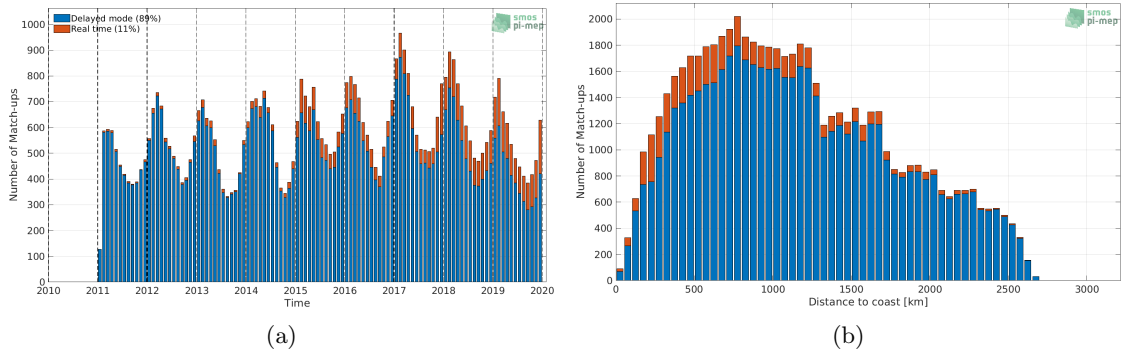 Delayed mode (89%)
Real time (11%)
smos
pi-mep
Number of Match-ups
1000
900
800
700
600
500
400
300
200
100
0
2010 2011 2012 2013 2014 2015 2016 2017 2018 2019 2020
Time
(a)
smos
pi-mep
Number of Match-ups
2000
1800
1600
1400
1200
1000
800
600
400
200
0
0 500 1000 1500 2000 2500 3000
Distance to coast [km]
(b)